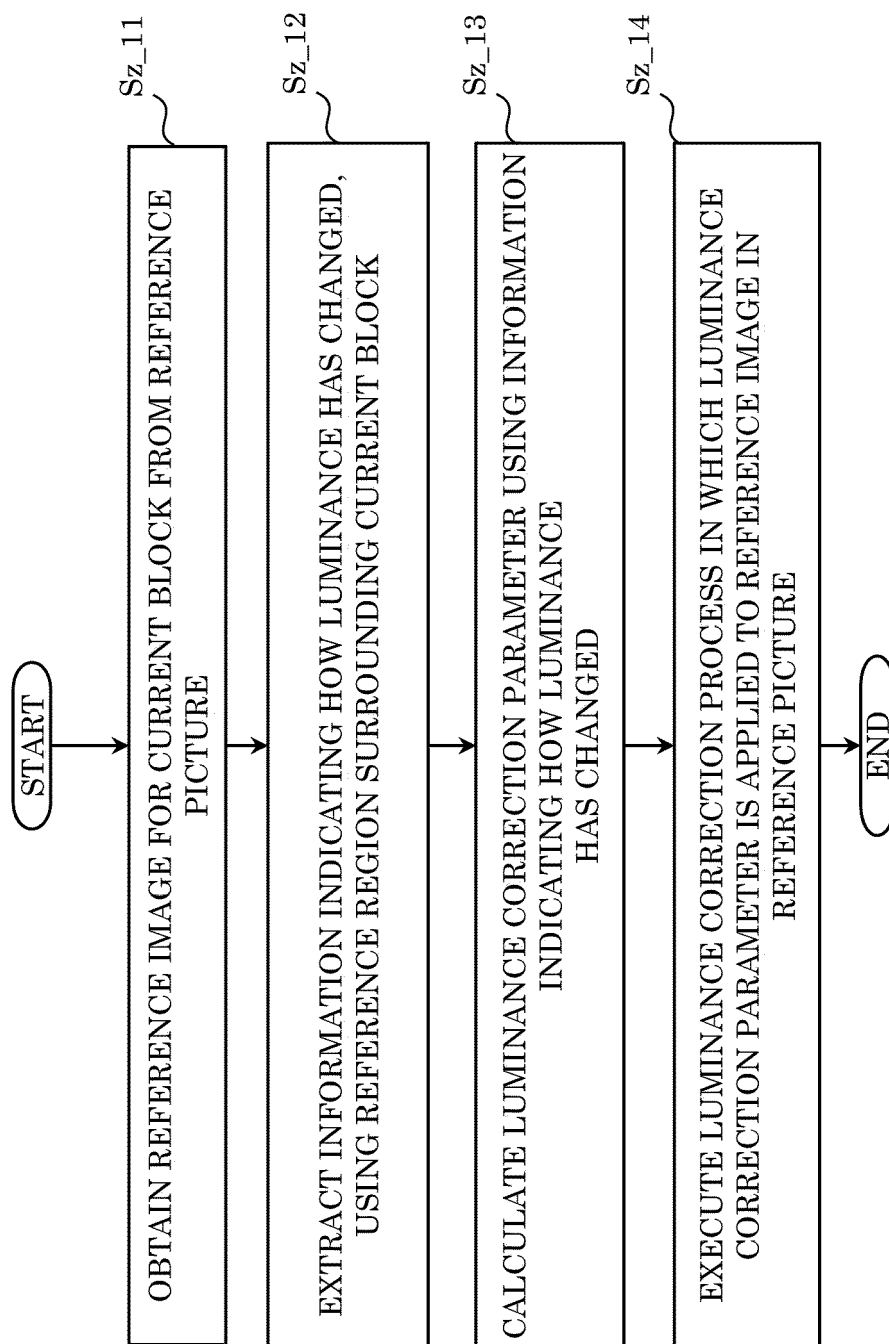 START
Sz_11
OBTAIN REFERENCE IMAGE FOR CURRENT BLOCK FROM REFERENCE
PICTURE
Sz_12
EXTRACT INFORMATION INDICATING HOW LUMINANCE HAS CHANGED,
USING REFERENCE REGION SURROUNDING CURRENT BLOCK
Sz_13
CALCULATE LUMINANCE CORRECTION PARAMETER USING INFORMATION
INDICATING HOW LUMINANCE
HAS CHANGED
Sz_14
EXECUTE LUMINANCE CORRECTION PROCESS IN WHICH LUMINANCE
CORRECTION PARAMETER IS APPLIED TO REFERENCE IMAGE IN
REFERENCE PICTURE
END